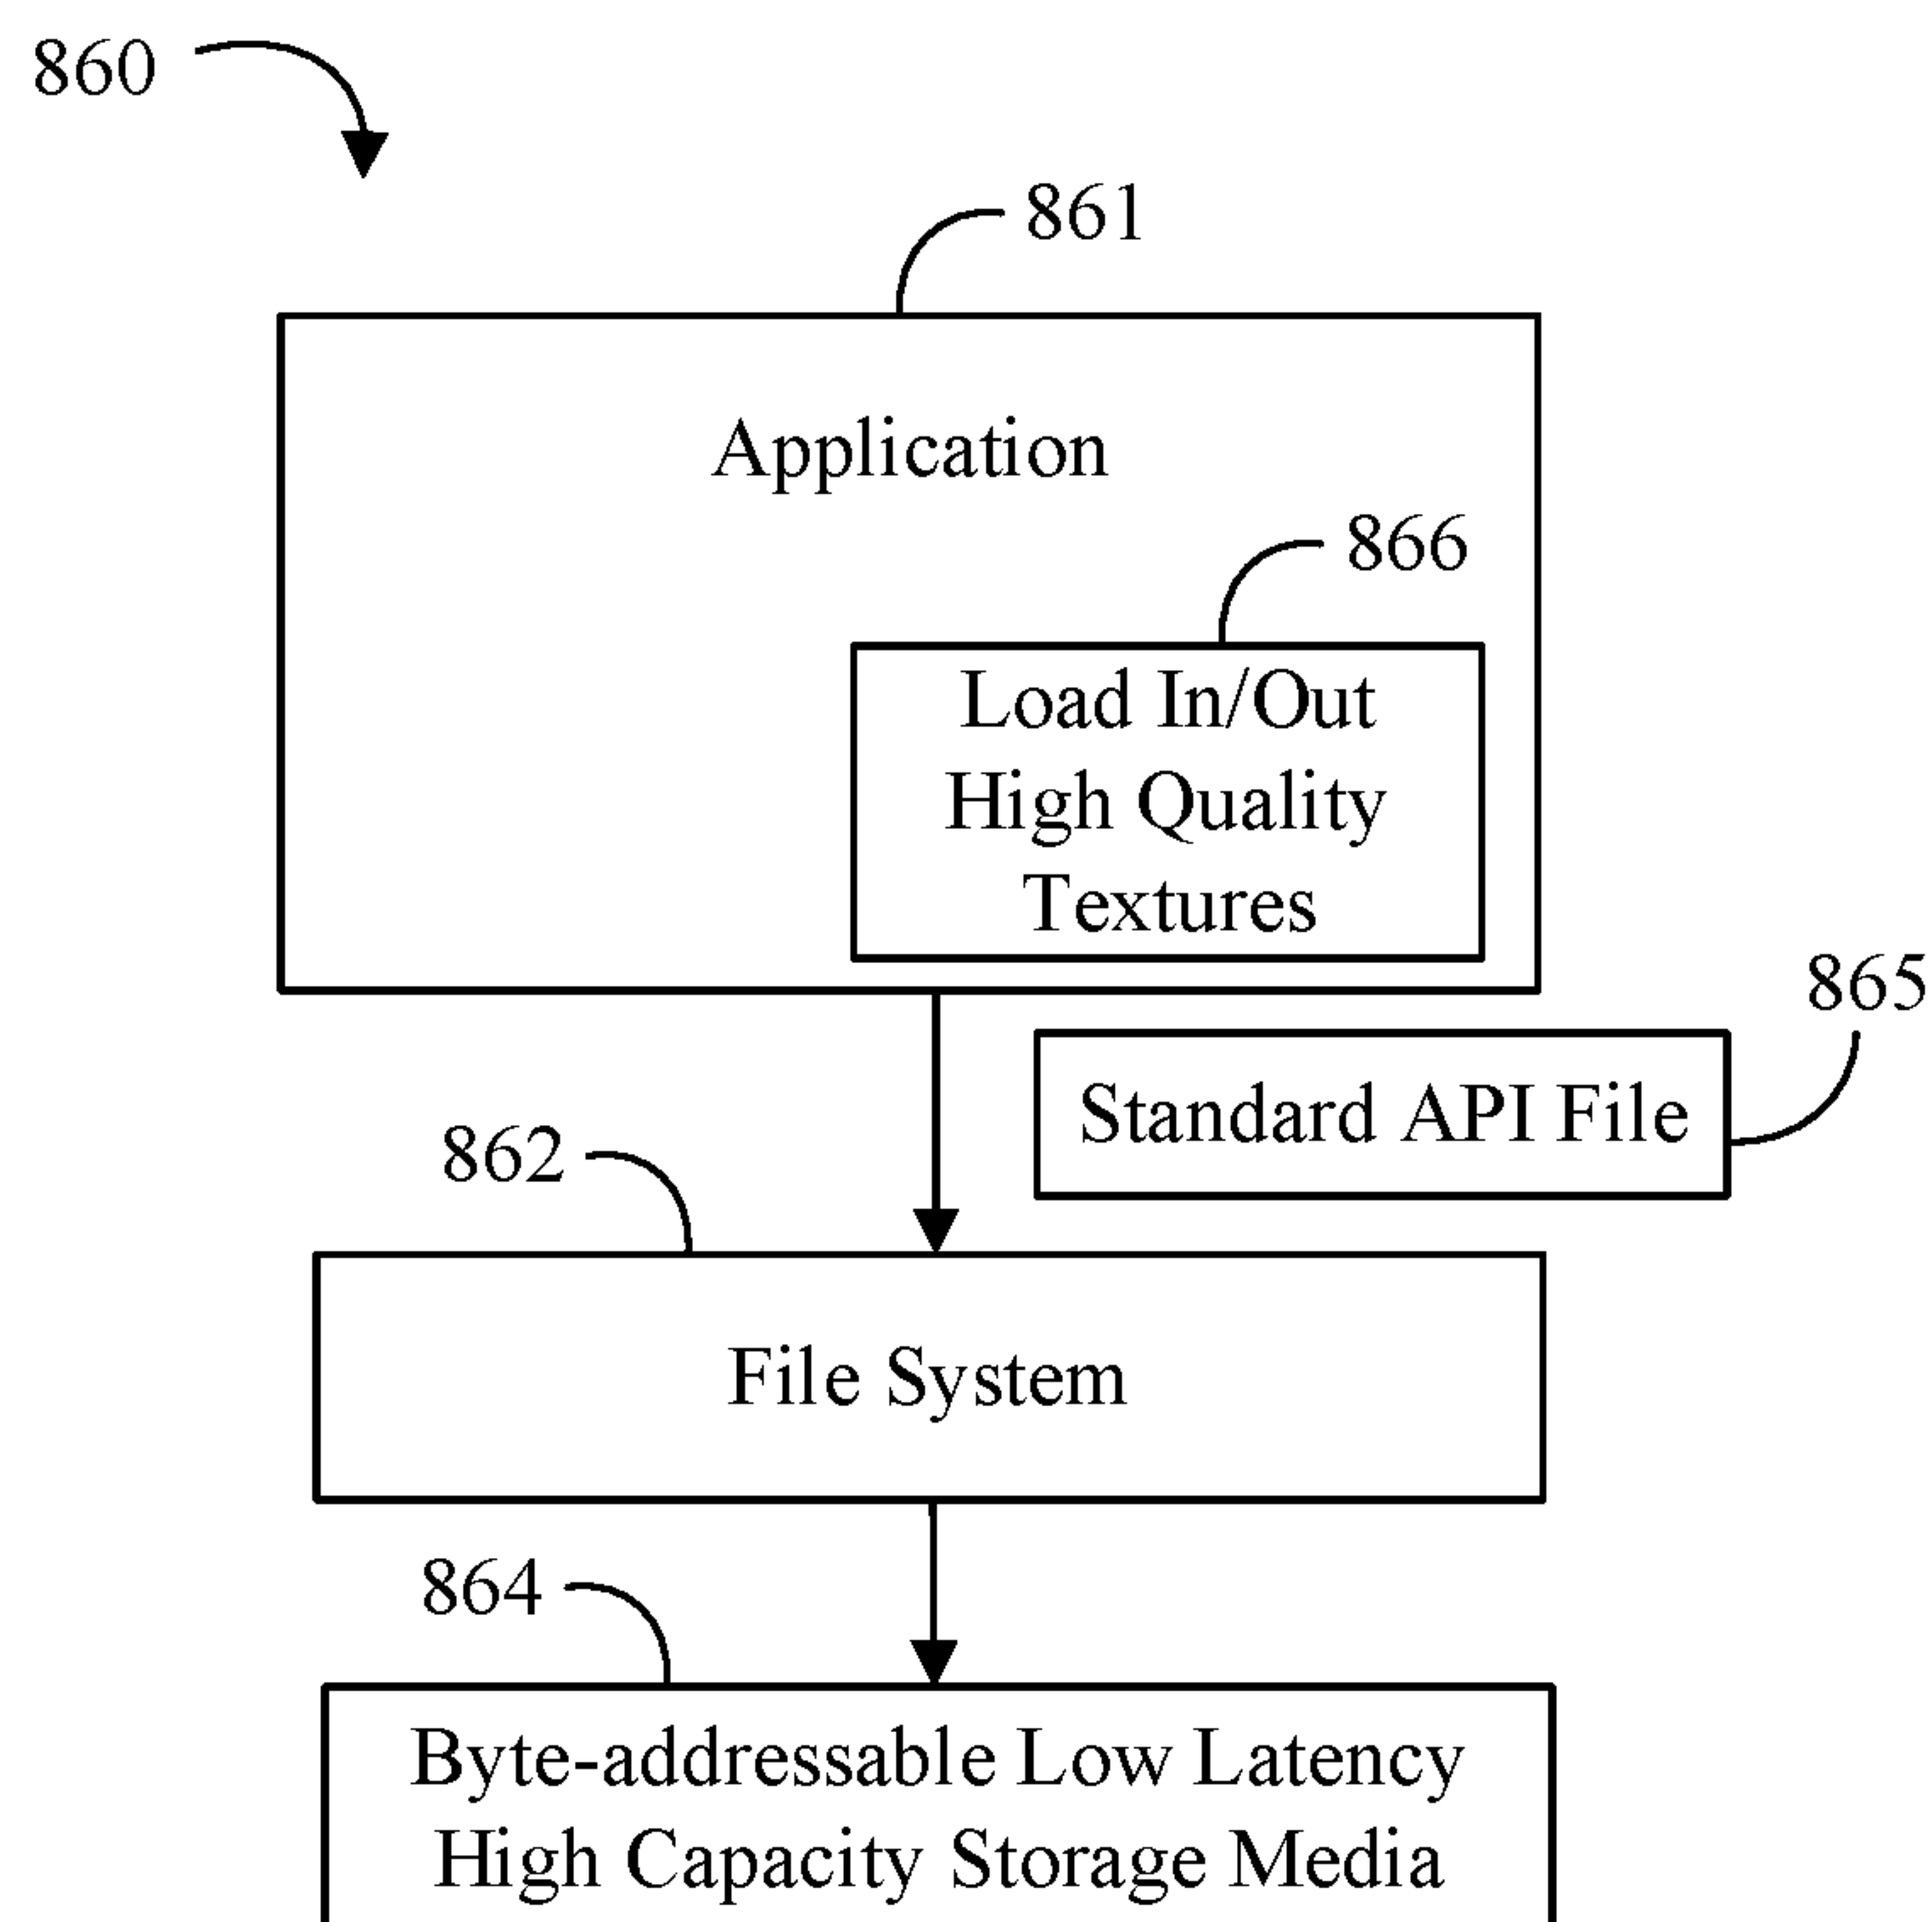 860
861
Application
866
Load In/Out
High Quality
Textures
865
Standard API File
862
File System
864
Byte-addressable Low Latency
High Capacity Storage Media